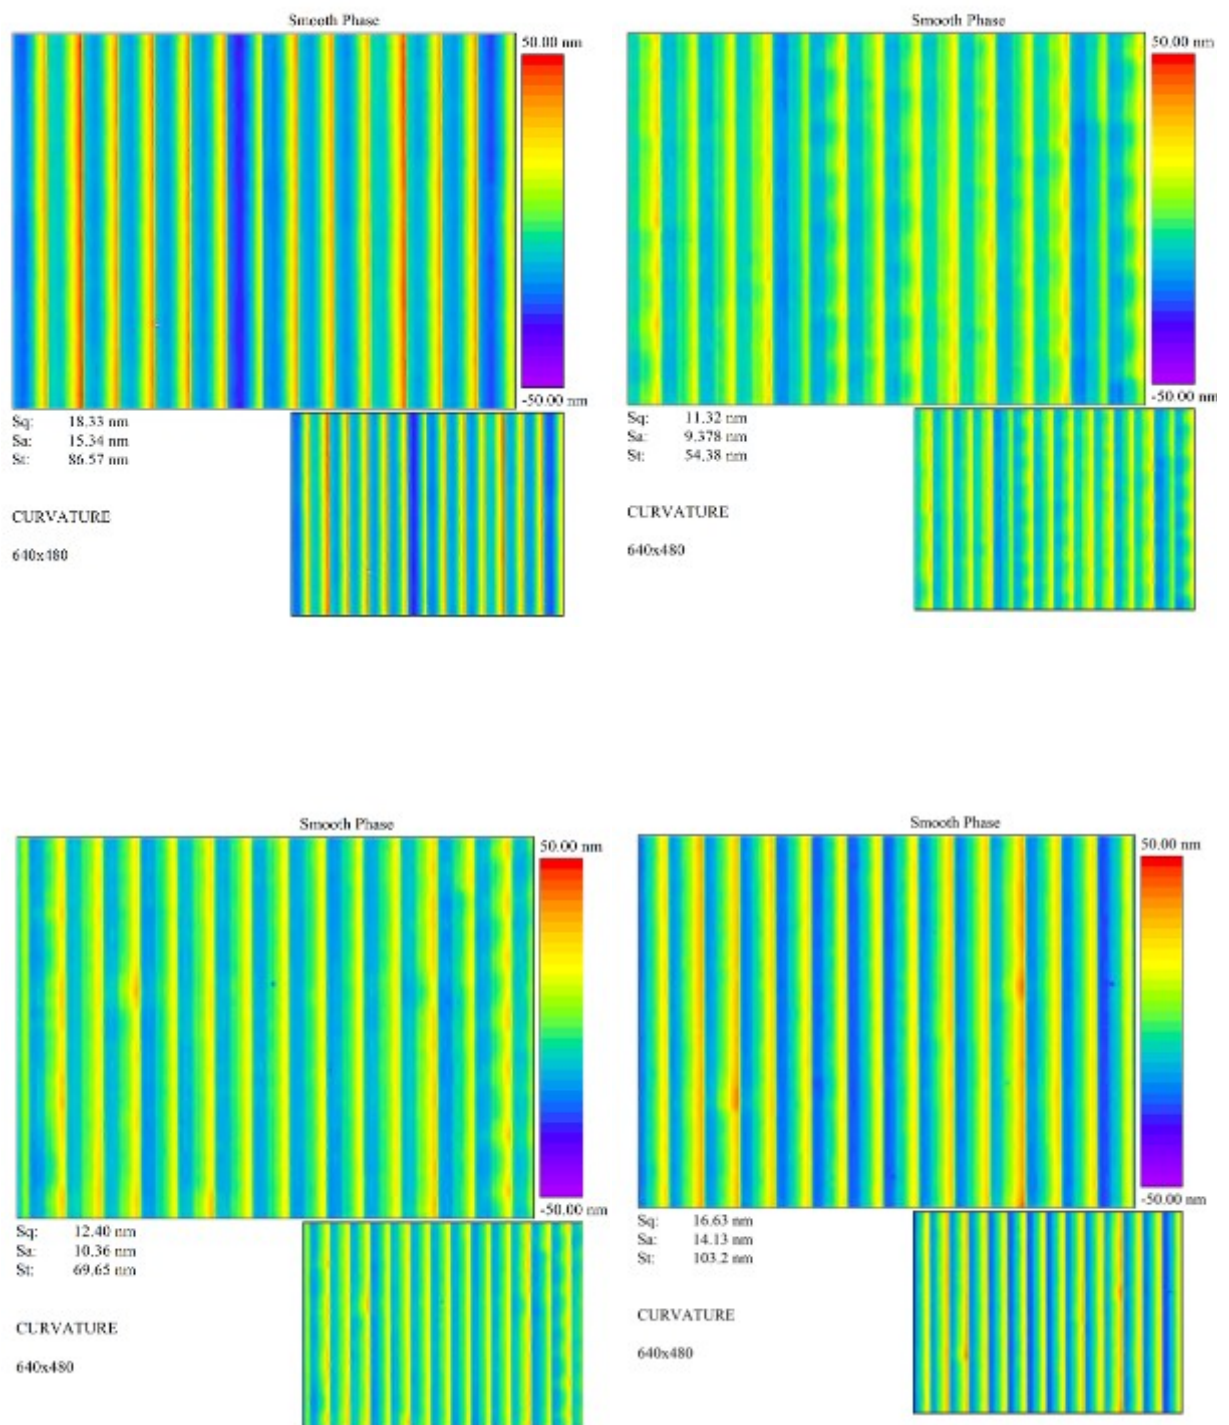 Smooth Phase
50.00 nm
-50.00 nm
Sq: 18.33 nm
Sa: 15.34 nm
St: 86.57 nm
CURVATURE
640x480
Smooth Phase
50.00 nm
-50.00 nm
Sq: 11.32 nm
Sa: 9.378 nm
St: 54.38 nm
CURVATURE
640x480
Smooth Phase
50.00 nm
-50.00 nm
Sq: 12.40 nm
Sa: 10.36 nm
St: 69.65 nm
CURVATURE
640x480
Smooth Phase
50.00 nm
-50.00 nm
Sq: 16.63 nm
Sa: 14.13 nm
St: 103.2 nm
CURVATURE
640x480